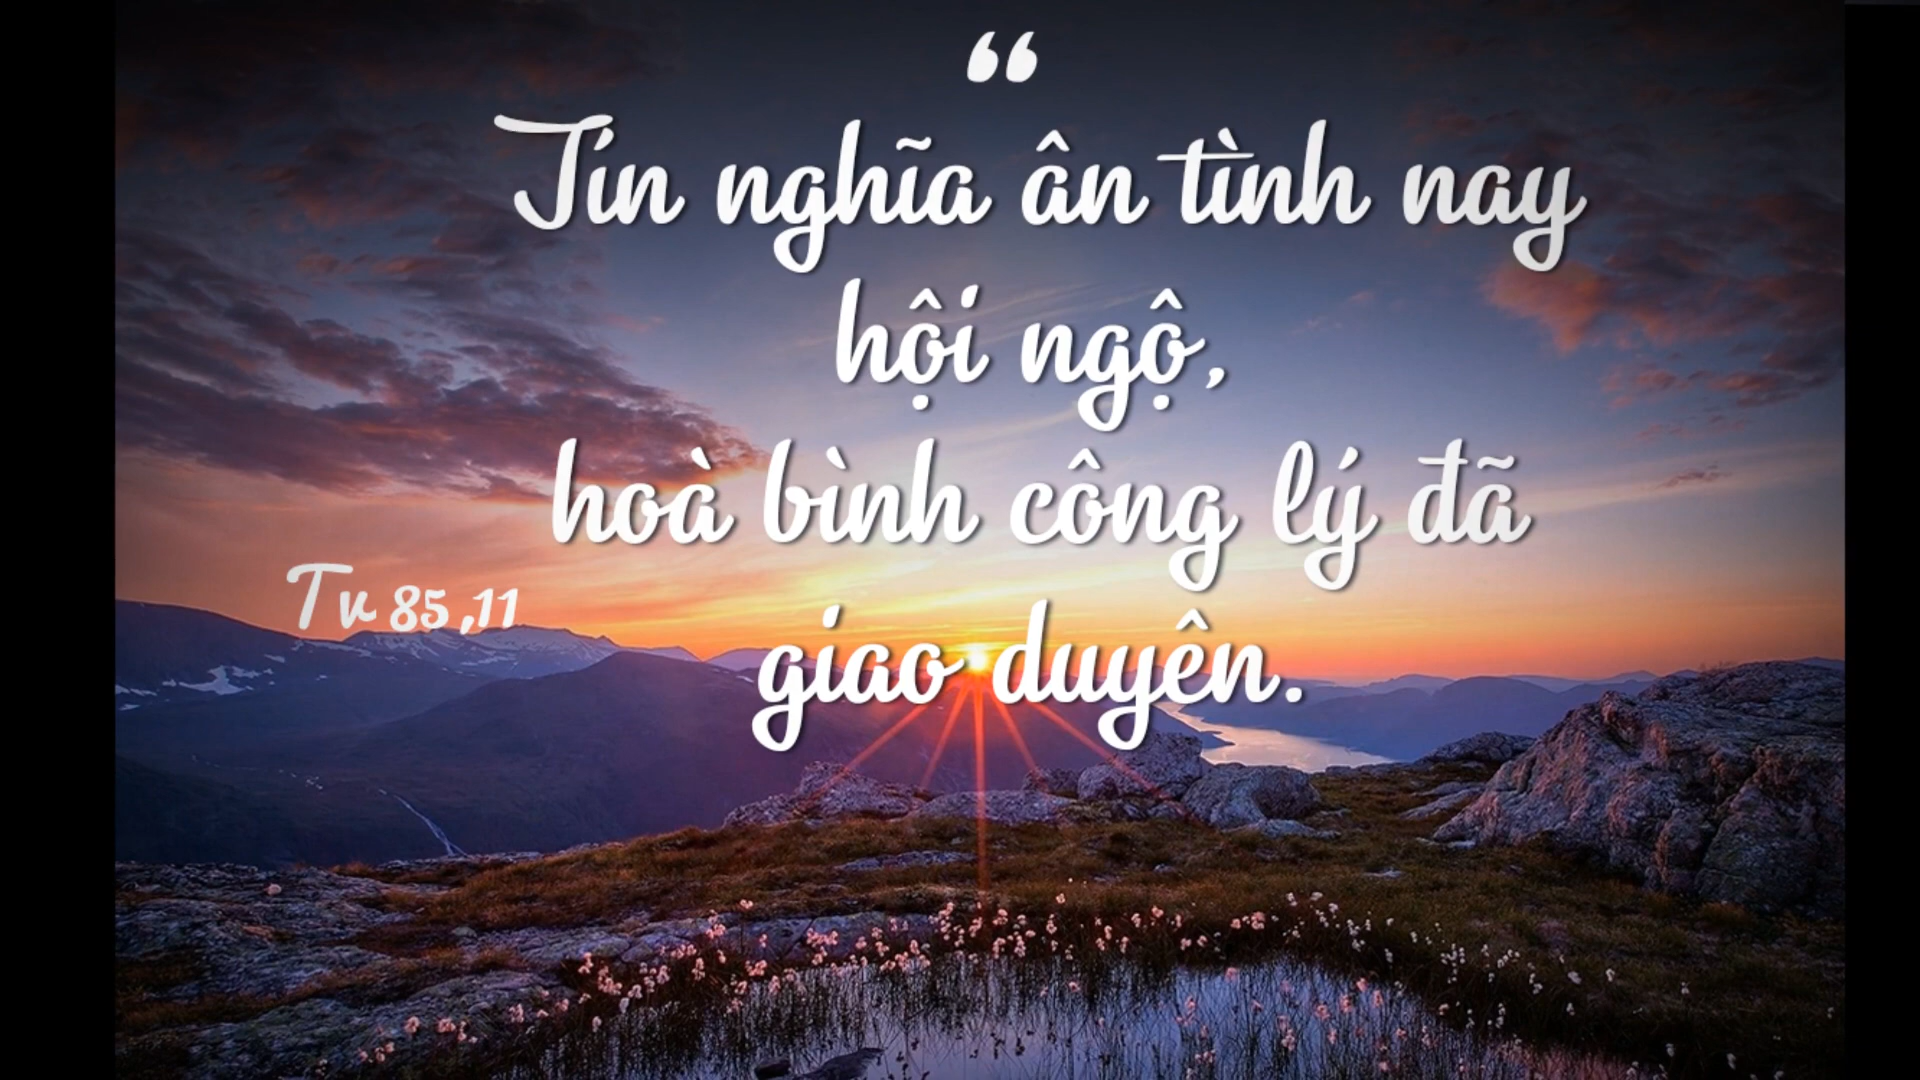 “
Tín nghĩa ân tình nay
hội ngộ,
hoà bình công lý đã
giao duyên.
Tv 85,11